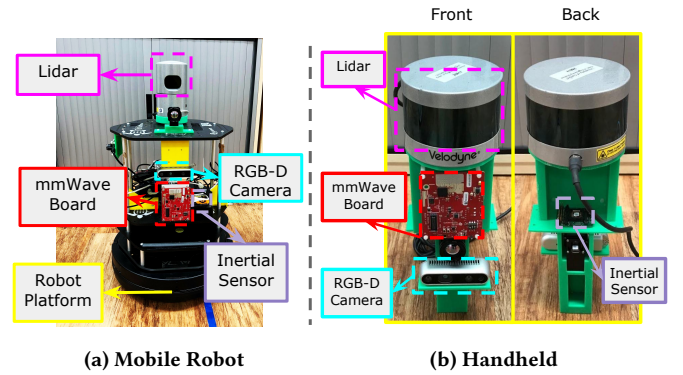 Front
Back
Lidar
RGB-D
Camera
mmWave
Board
Inertial
Sensor
Robot
Platform
Lidar
mmWave
Board
RGB-D
Camera
Inertial
Sensor
Velodyne
(a) Mobile Robot
(b) Handheld